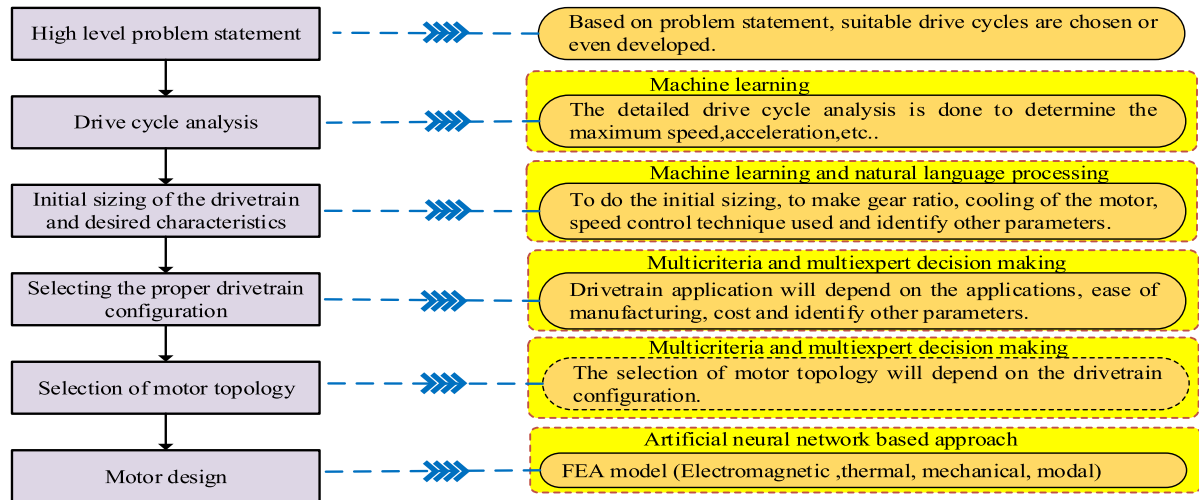 High level problem statement
Based on problem statement, suitable drive cycles are chosen or
even developed.
Machine learning
Drive cycle analysis
The detailed drive cycle analysis is done to determine the
maximum speed,acceleration,etc..
Machine learning and natural language processing
Initial sizing of the drivetrain
and desired characteristics
To do the initial sizing, to make gear ratio, cooling of the motor,
speed control technique used and identify other parameters.
Multicriteria and multiexpert decision making
Selecting the proper drivetrain
configuration
Drivetrain application will depend on the applications, ease of
manufacturing, cost and identify other parameters.
Multicriteria and multiexpert decision making
Selection of motor topology
The selection of motor topology will depend on the drivetrain
configuration.
Artificial neural network based approach
Motor design
FEA model (Electromagnetic ,thermal, mechanical, modal)